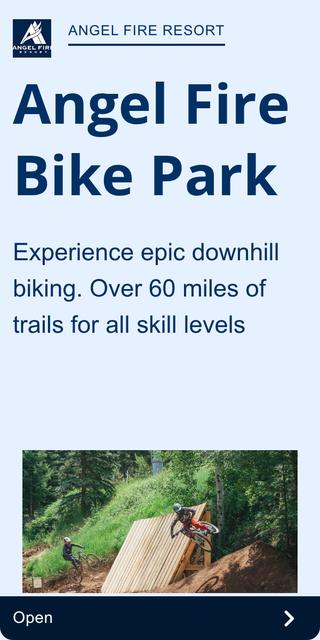 ANGEL FIRE
RESORT
ANGEL FIRE RESORT
Angel Fire
Bike Park
Experience epic downhill
biking. Over 60 miles of
trails for all skill levels
Open